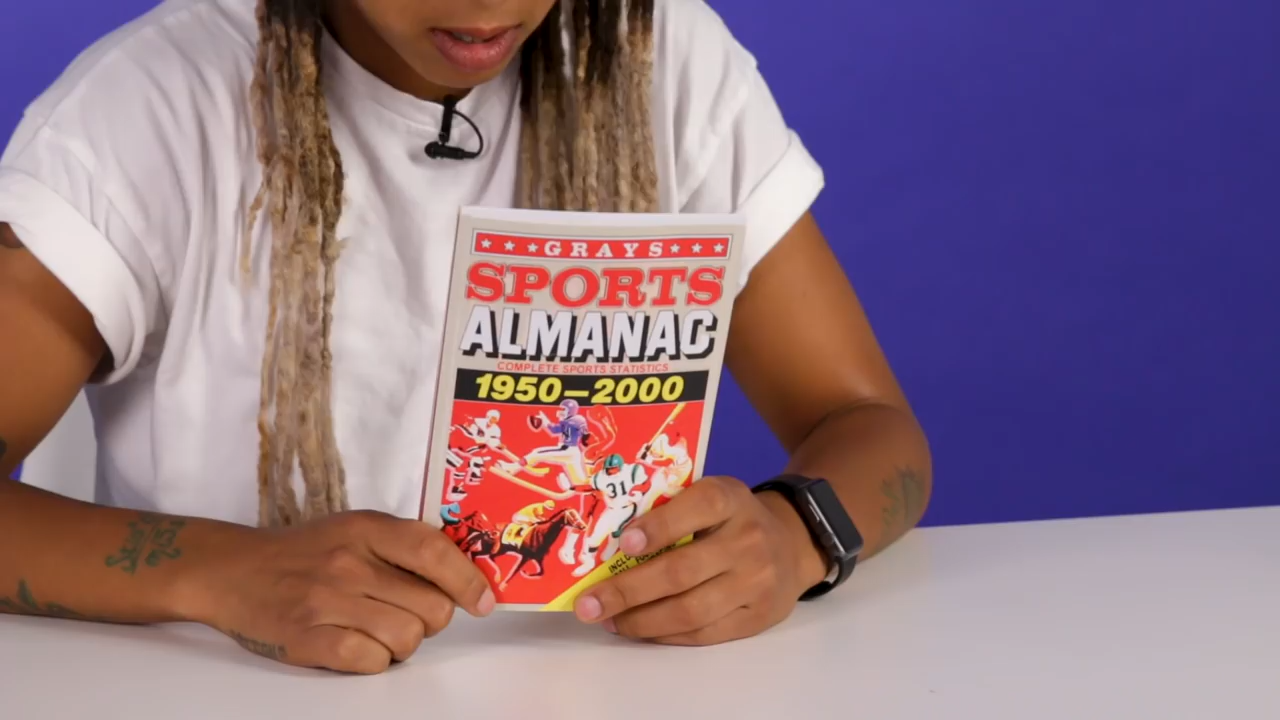 GRAYS
SPORTS
ALMANAC
COMPLETE SPORTS STATISTICS
1950–2000
31